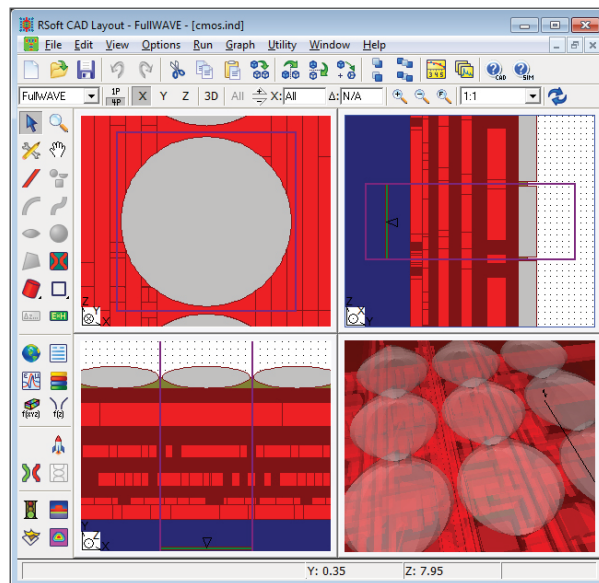 RSoft CAD Layout - FullWAVE - [cmos.ind]
File Edit View Options Run Graph Utility Window Help
CAD SIM
FullWAVE 1P 4P X Y Z 3D All X: All Δ: N/A 1:1
E=H
f(xyz) f(z)
Z Y X
X Y
Y X
Y: 0.35 Z: 7.95